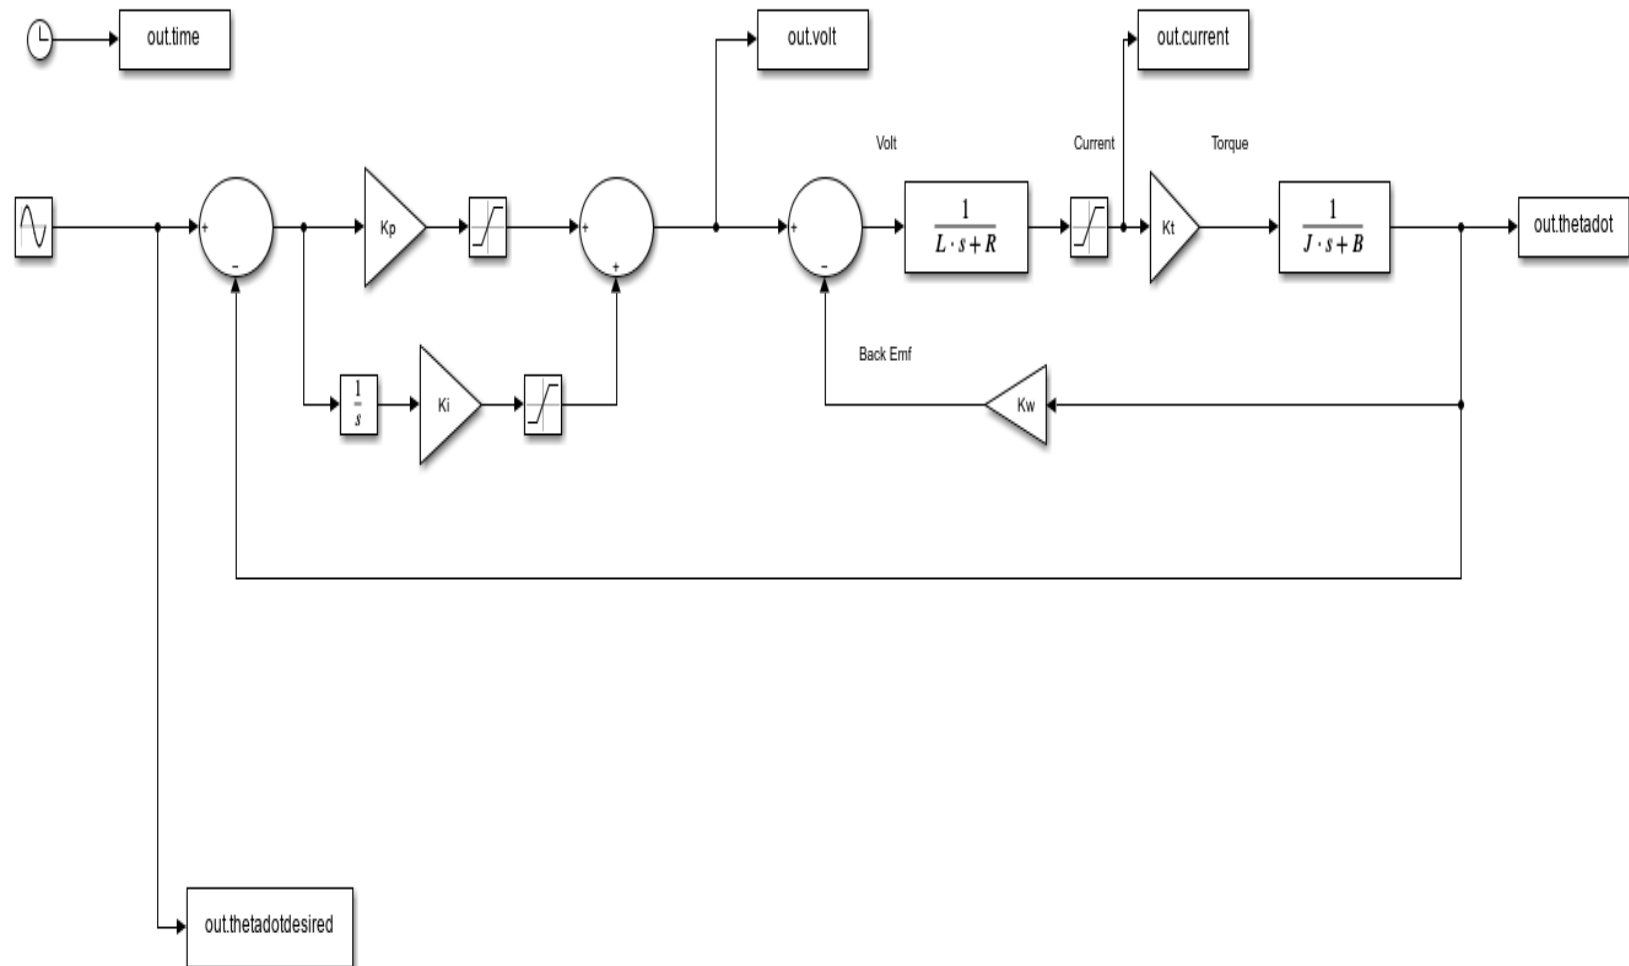 out.time
out.volt
out.current
Volt
Current
Torque
+
−
Kp
+
+
+
−
1
L · s + R
Kt
1
J · s + B
out.thetadot
Back Emf
1
s
Ki
Kw
out.thetadotdesired